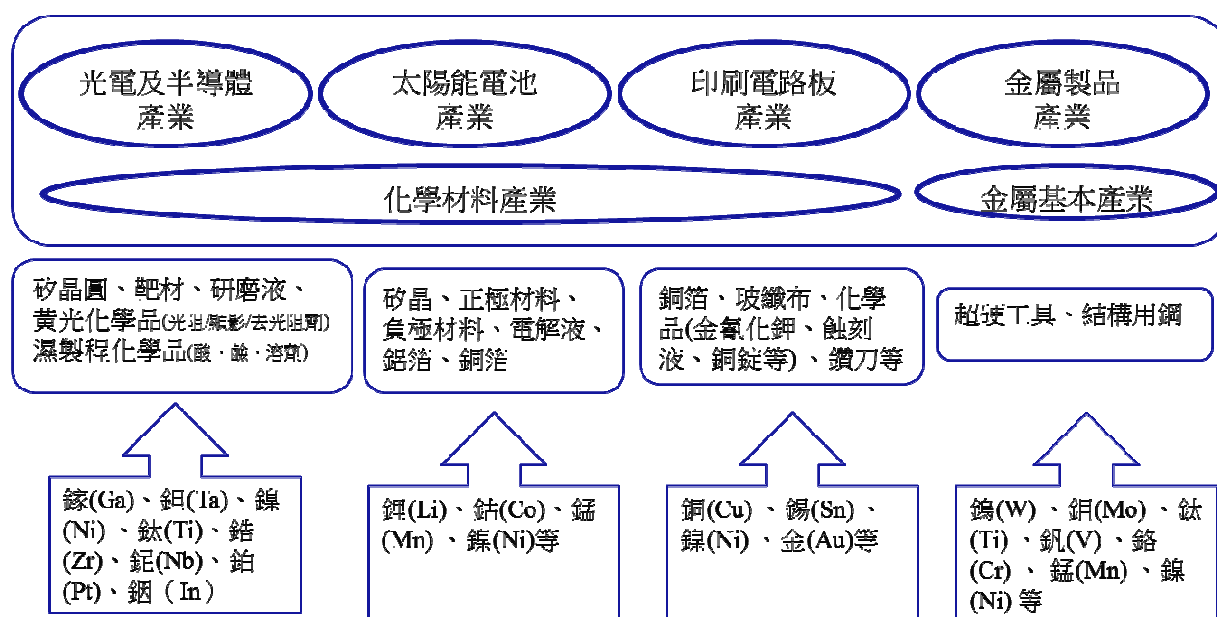 光電及半導體
產業
太陽能電池
產業
印刷電路板
產業
金屬製品
產業
化學材料產業
金屬基本產業
矽晶圓、靶材、研磨液、
黃光化學品(光阻/顯影/去光阻劑)
濕製程化學品(酸、鹼、溶劑)
矽晶、正極材料、
負極材料、電解液、
鋁箔、銅箔
銅箔、玻纖布、化學
品(金氰化鉀、蝕刻
液、銅錠等)、鑽刀等
超硬工具、結構用鋼
鎵(Ga)、鉭(Ta)、鎳
(Ni)、鈦(Ti)、鋯
(Zr)、鈮(Nb)、鉑
(Pt)、銦（In）
鋰(Li)、鈷(Co)、錳
(Mn)、鎳(Ni)等
銅(Cu)、錫(Sn)、
鎳(Ni)、金(Au)等
鎢(W)、鉬(Mo)、鈦
(Ti)、釩(V)、鉻
(Cr)、錳(Mn)、鎳
(Ni) 等